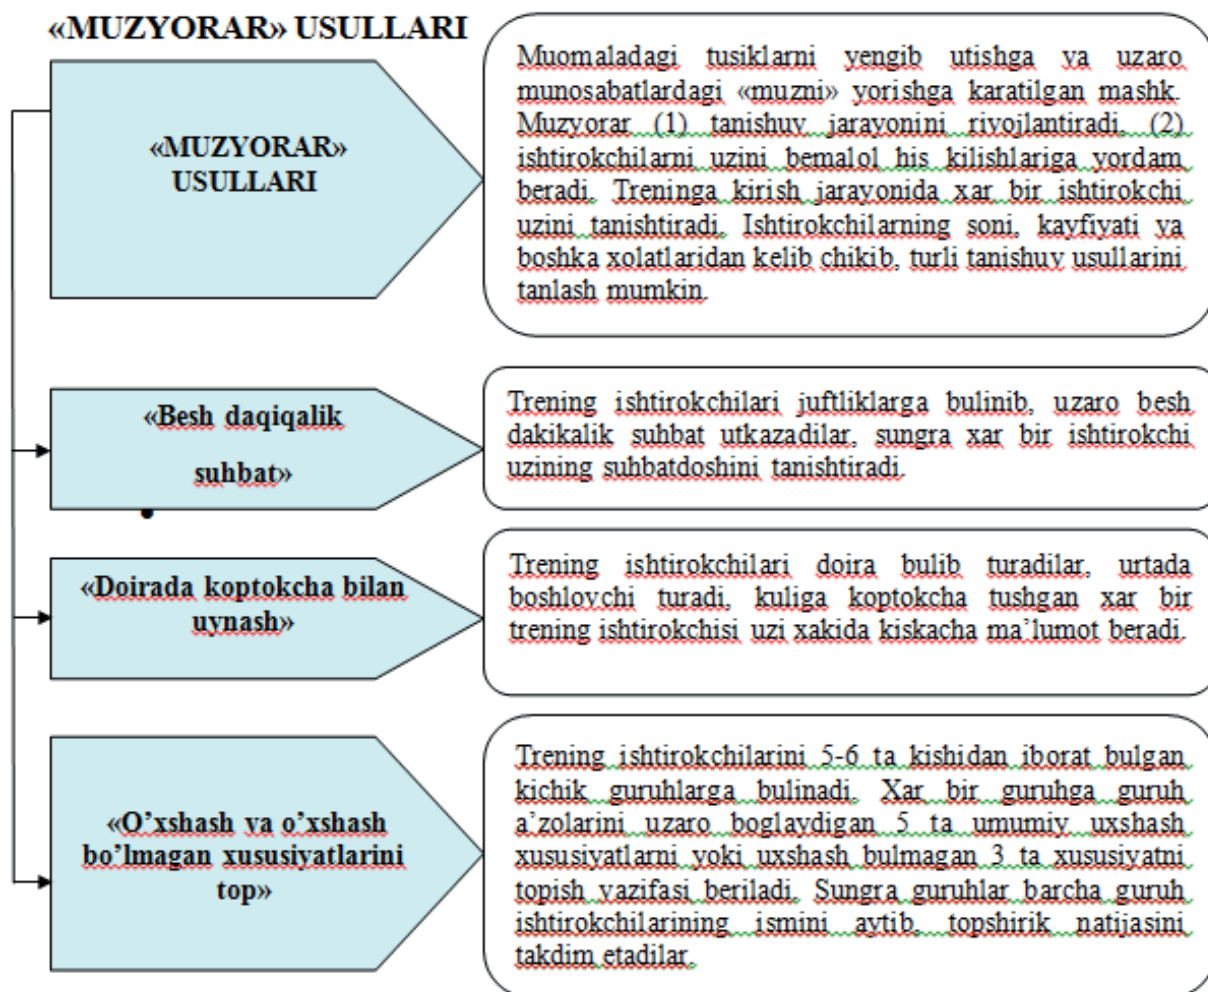 «MUZYORAR» USULLARI
«MUZYORAR»
USULLARI
Muomaladagi tusiklarni yengib utishga va uzaro
munosabatlardagi «muzni» yorishga karatilgan mashk.
Muzyorar (1) tanishuv jarayonini rivojlantiradi, (2)
ishtirokchilarni uzini bemalol his kilishlariga yordam
beradi. Treninga kirish jarayonida xar bir ishtirokchi
uzini tanishtiradi. Ishtirokchilarning soni, kayfiyati va
boshka xolatlaridan kelib chikib, turli tanishuv usullarini
tanlash mumkin.
«Besh daqiqalik
suhbat»
Trening ishtirokchilari juftliklarga bulinib, uzaro besh
dakikalik suhbat utkazadilar, sungra xar bir ishtirokchi
uzining suhbatdoshini tanishtiradi.
«Doirada koptokcha bilan
uynash»
Trening ishtirokchilari doira bulib turadilar, urtada
boshlovchi turadi, kuliga koptokcha tushgan xar bir
trening ishtirokchisi uzi xakida kiskacha ma’lumot beradi.
«O’xshash va o’xshash
bo’lmagan xususiyatlarini
top»
Trening ishtirokchilarini 5-6 ta kishidan iborat bulgan
kichik guruhlarga bulinadi. Xar bir guruhga guruh
a’zolarini uzaro boglaydigan 5 ta umumiy uxshash
xususiyatlarni yoki uxshash bulmagan 3 ta xususiyatni
topish vazifasi beriladi. Sungra guruhlar barcha guruh
ishtirokchilarining ismini aytib, topshirik natijasini
takdim etadilar.